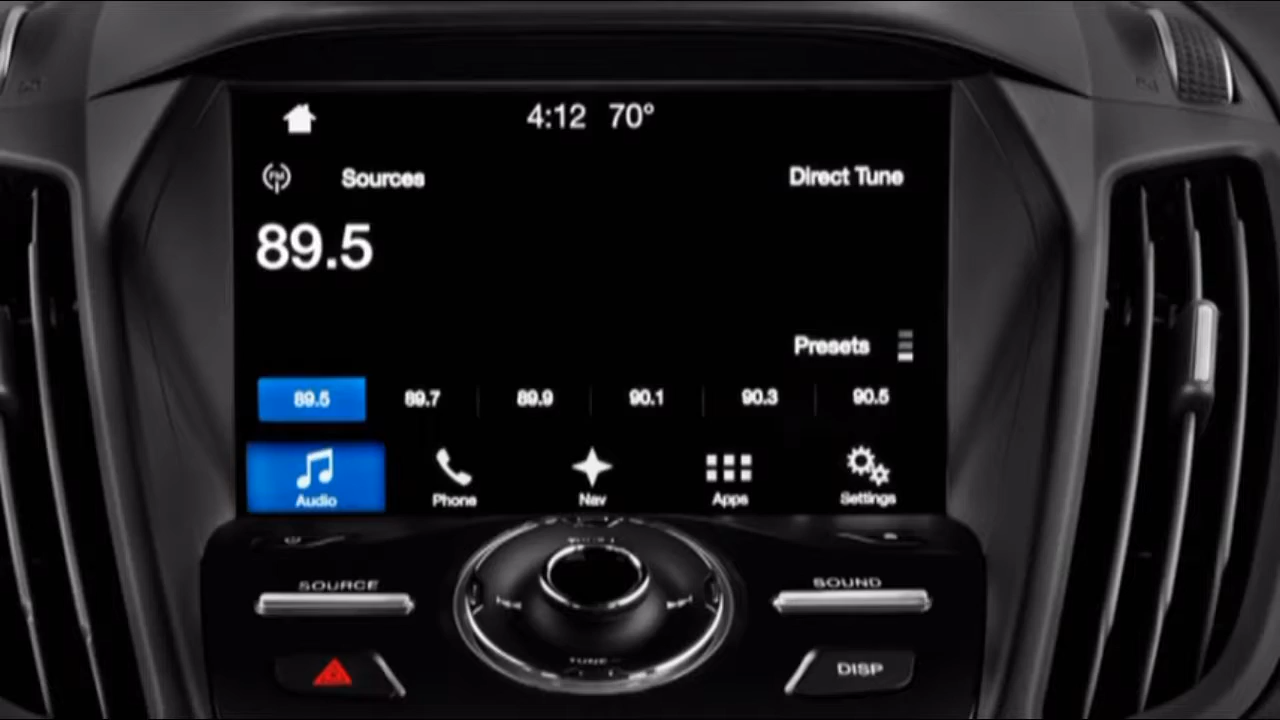 4:12 70°
FM Sources Direct Tune
89.5
Presets
89.5 89.7 89.9 90.1 90.3 90.5
Audio Phone Nav Apps Settings
SOURCE SOUND
TUNE
DISP